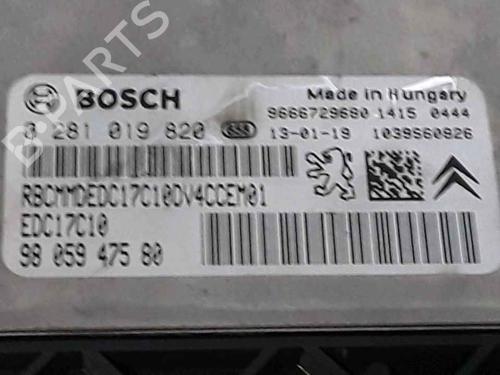 B-PARTS
BOSCH
Made in Hungary
0 281 019 820
9666729680 1415 0444
13-01-19 1039S60926
RBCMMDEDC17C10DV4CCEM01
EDC17C10
98 059 475 80